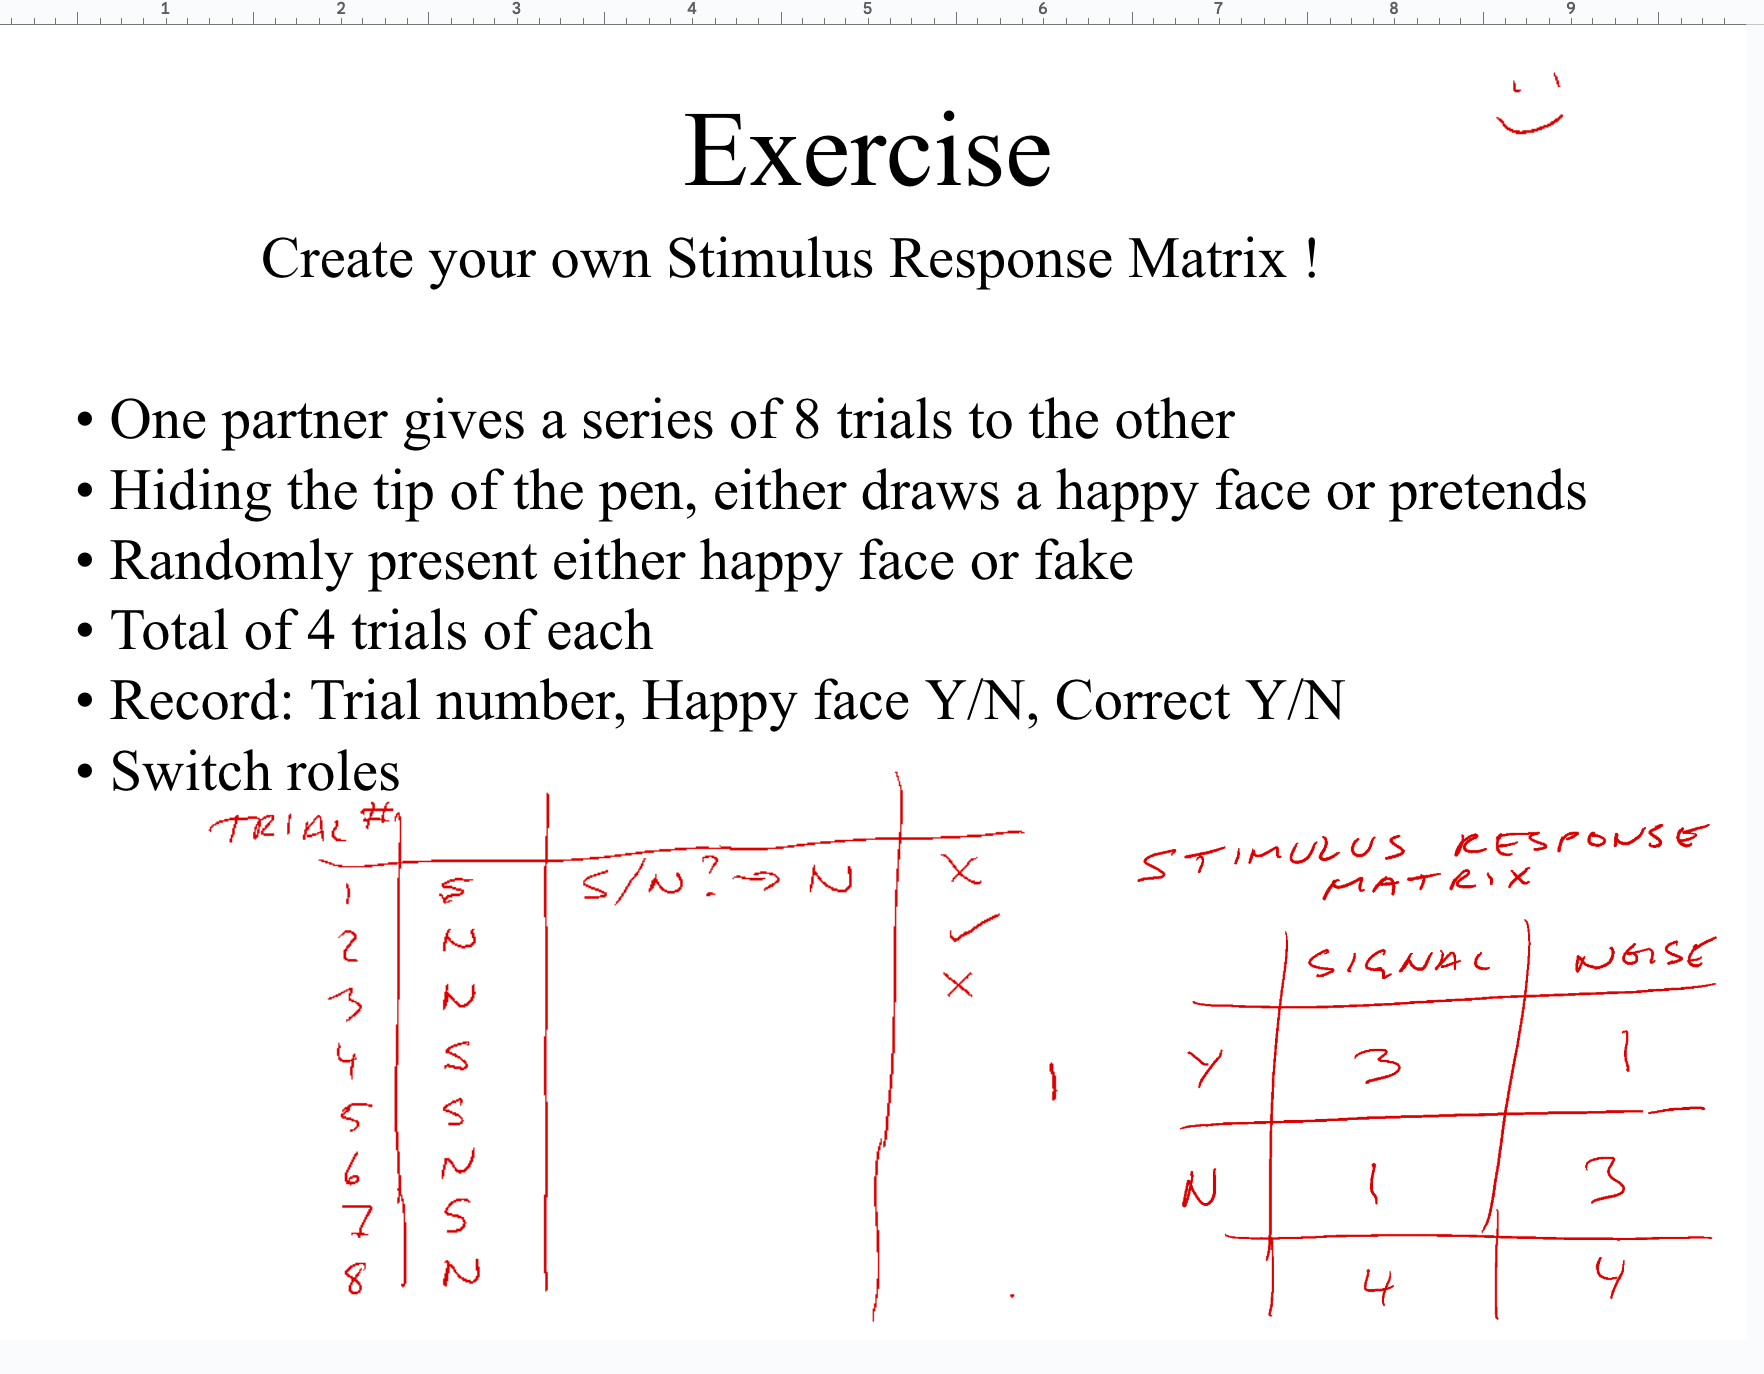 1 2 3 4 5 6 7 8 9
Exercise
Create your own Stimulus Response Matrix !
• One partner gives a series of 8 trials to the other
• Hiding the tip of the pen, either draws a happy face or pretends
• Randomly present either happy face or fake
• Total of 4 trials of each
• Record: Trial number, Happy face Y/N, Correct Y/N
• Switch roles
TRIAL #
1 S S/N? → N X
2 N ✓
3 N X
4 S
5 S
6 N
7 S
8 N
STIMULUS RESPONSE
MATRIX
SIGNAL NOISE
Y 3 1
N 1 3
4 4